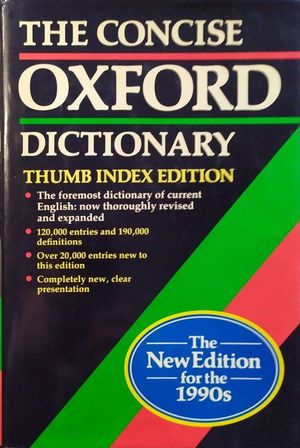 THE CONCISE
OXFORD
DICTIONARY
THUMB INDEX EDITION
• The foremost dictionary of current
English: now thoroughly revised
and expanded
• 120,000 entries and 190,000
definitions
• Over 20,000 entries new to
this edition
• Completely new, clear
presentation
The
New Edition
for the
1990s